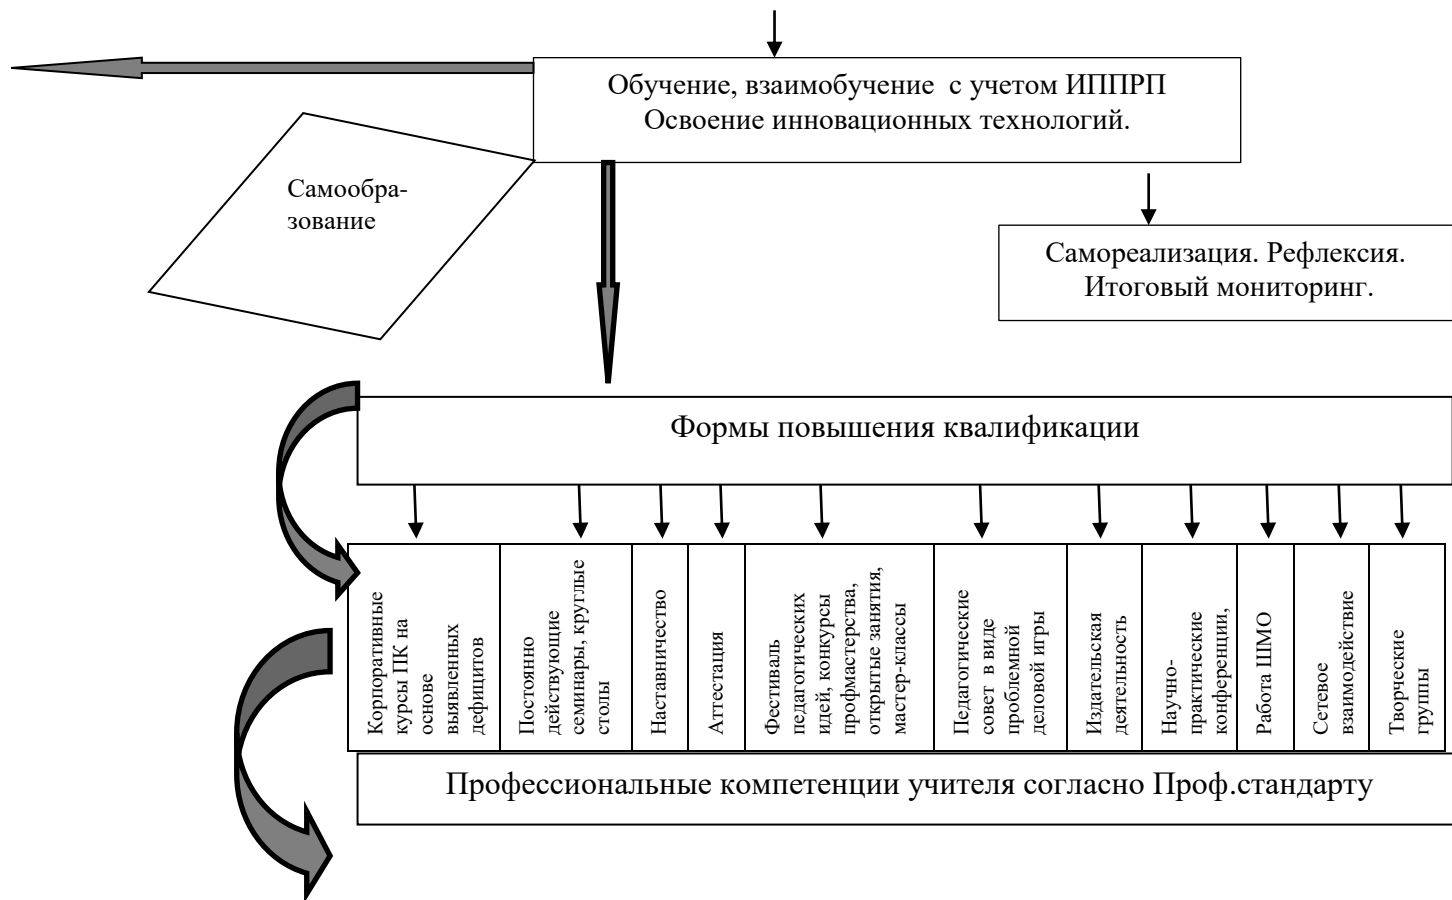 Обучение, взаимобучение с учетом ИППРП
Освоение инновационных технологий.
Самообра-
зование
Самореализация. Рефлексия.
Итоговый мониторинг.
Формы повышения квалификации
Корпоративные
курсы ПК на
основе
выявленных
дефицитов
Постоянно
действующие
семинары, круглые
столы
Наставничество
Аттестация
Фестиваль
педагогических
идей, конкурсы
профмастерства,
открытые занятия,
мастер-классы
Педагогические
совет в виде
проблемной
деловой игры
Издательская
деятельность
Научно-
практические
конференции,
Работа ШМО
Сетевое
взаимодействие
Творческие
группы
Профессиональные компетенции учителя согласно Проф.стандарту